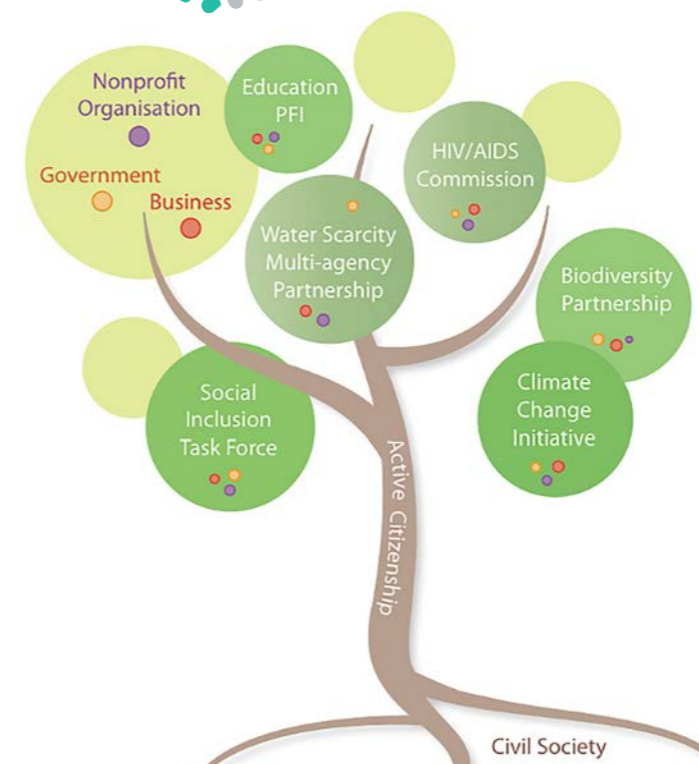 Nonprofit
Organisation
Government
Business
Education
PFI
HIV/AIDS
Commission
Water Scarcity
Multi-agency
Partnership
Biodiversity
Partnership
Social
Inclusion
Task Force
Climate
Change
Initiative
Active Citizenship
Civil Society